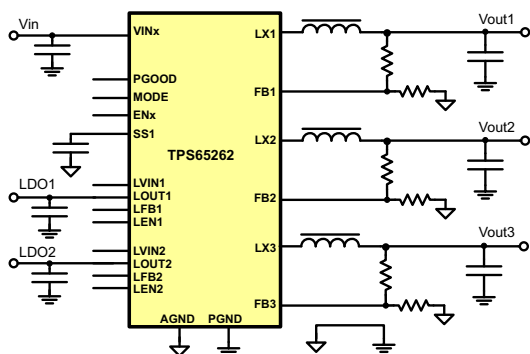 Vin
VINx
PGOOD
MODE
ENx
SS1
TPS65262
LDO1
LVIN1
LOUT1
LFB1
LEN1
LDO2
LVIN2
LOUT2
LFB2
LEN2
AGND PGND
LX1
Vout1
FB1
LX2
Vout2
FB2
LX3
Vout3
FB3